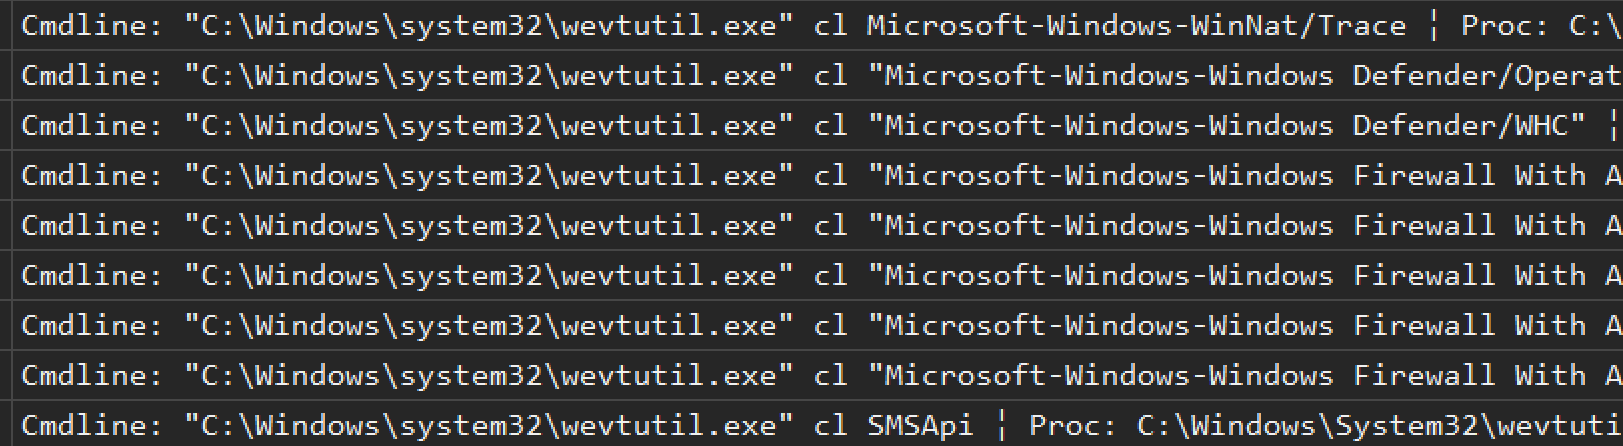 Cmdline: "C:\Windows\system32\wevtutil.exe" cl Microsoft-Windows-WinNat/Trace ¦ Proc: C:\
Cmdline: "C:\Windows\system32\wevtutil.exe" cl "Microsoft-Windows-Windows Defender/Operat
Cmdline: "C:\Windows\system32\wevtutil.exe" cl "Microsoft-Windows-Windows Defender/WHC" ¦
Cmdline: "C:\Windows\system32\wevtutil.exe" cl "Microsoft-Windows-Windows Firewall With A
Cmdline: "C:\Windows\system32\wevtutil.exe" cl "Microsoft-Windows-Windows Firewall With A
Cmdline: "C:\Windows\system32\wevtutil.exe" cl "Microsoft-Windows-Windows Firewall With A
Cmdline: "C:\Windows\system32\wevtutil.exe" cl "Microsoft-Windows-Windows Firewall With A
Cmdline: "C:\Windows\system32\wevtutil.exe" cl "Microsoft-Windows-Windows Firewall With A
Cmdline: "C:\Windows\system32\wevtutil.exe" cl SMSApi ¦ Proc: C:\Windows\System32\wevtuti